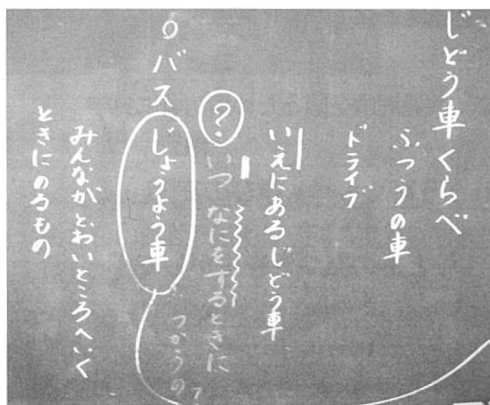 じどう車くらべ
ふつうの車
ドライブ
いえにあるじどう車
? いつ なにをするときに
つかうの?
○バス じょうよう車
みんながとおいところへいく
ときにのるもの